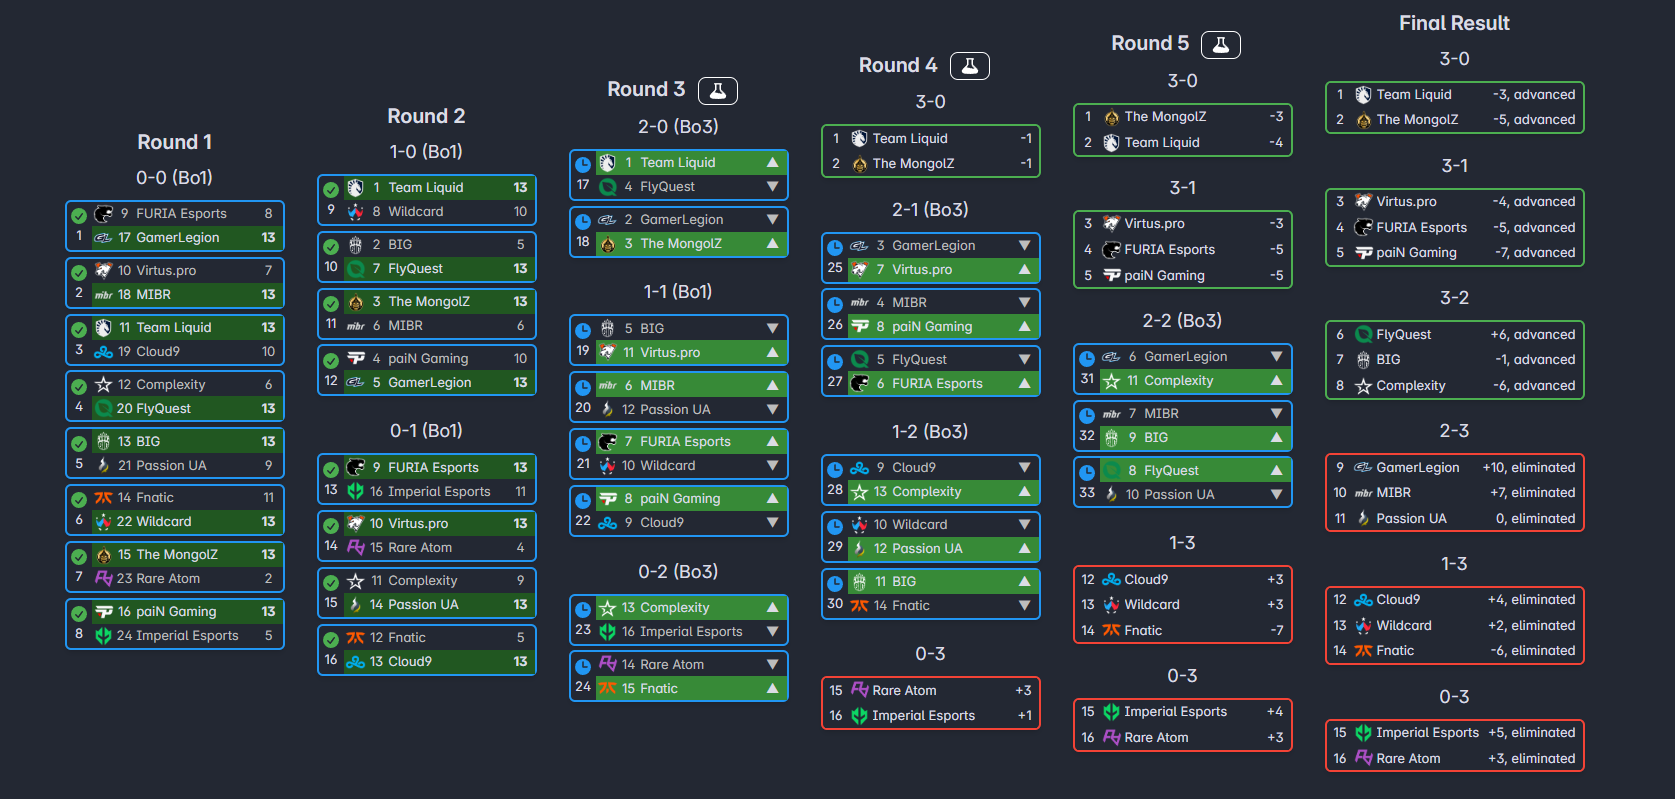 Round 1
0-0 (Bo1)
9 FURIA Esports 8
1 17 GamerLegion 13
10 Virtus.pro 7
2 mibr 18 MIBR 13
11 Team Liquid 13
3 19 Cloud9 10
12 Complexity 6
4 20 FlyQuest 13
13 BIG 13
5 21 Passion UA 9
14 Fnatic 11
6 22 Wildcard 13
15 The MongolZ 13
7 23 Rare Atom 2
16 paiN Gaming 13
8 24 Imperial Esports 5
Round 2
1-0 (Bo1)
1 Team Liquid 13
9 8 Wildcard 10
2 BIG 5
10 7 FlyQuest 13
3 The MongolZ 13
11 mibr 6 MIBR 6
4 paiN Gaming 10
12 5 GamerLegion 13
0-1 (Bo1)
9 FURIA Esports 13
13 16 Imperial Esports 11
10 Virtus.pro 13
14 15 Rare Atom 4
11 Complexity 9
15 14 Passion UA 13
12 Fnatic 5
16 13 Cloud9 13
Round 3
2-0 (Bo3)
1 Team Liquid ▲
17 4 FlyQuest ▼
2 GamerLegion ▼
18 3 The MongolZ ▲
1-1 (Bo1)
5 BIG ▼
19 11 Virtus.pro ▲
mibr 6 MIBR ▲
20 12 Passion UA ▼
7 FURIA Esports ▲
21 10 Wildcard ▼
8 paiN Gaming ▲
22 9 Cloud9 ▼
0-2 (Bo3)
13 Complexity ▲
23 16 Imperial Esports ▼
14 Rare Atom ▼
24 15 Fnatic ▲
Round 4
3-0
1 Team Liquid -1
2 The MongolZ -1
2-1 (Bo3)
3 GamerLegion ▼
25 7 Virtus.pro ▲
mibr 4 MIBR ▼
26 8 paiN Gaming ▲
5 FlyQuest ▼
27 6 FURIA Esports ▲
1-2 (Bo3)
9 Cloud9 ▼
28 13 Complexity ▲
10 Wildcard ▼
29 12 Passion UA ▲
11 BIG ▲
30 14 Fnatic ▼
0-3
15 Rare Atom +3
16 Imperial Esports +1
Round 5
3-0
1 The MongolZ -3
2 Team Liquid -4
3-1
3 Virtus.pro -3
4 FURIA Esports -5
5 paiN Gaming -5
2-2 (Bo3)
6 GamerLegion ▼
31 11 Complexity ▲
mibr 7 MIBR ▼
32 9 BIG ▲
8 FlyQuest ▲
33 10 Passion UA ▼
1-3
12 Cloud9 +3
13 Wildcard +3
14 Fnatic -7
0-3
15 Imperial Esports +4
16 Rare Atom +3
Final Result
3-0
1 Team Liquid -3, advanced
2 The MongolZ -5, advanced
3-1
3 Virtus.pro -4, advanced
4 FURIA Esports -5, advanced
5 paiN Gaming -7, advanced
3-2
6 FlyQuest +6, advanced
7 BIG -1, advanced
8 Complexity -6, advanced
2-3
9 GamerLegion +10, eliminated
10 mibr MIBR +7, eliminated
11 Passion UA 0, eliminated
1-3
12 Cloud9 +4, eliminated
13 Wildcard +2, eliminated
14 Fnatic -6, eliminated
0-3
15 Imperial Esports +5, eliminated
16 Rare Atom +3, eliminated